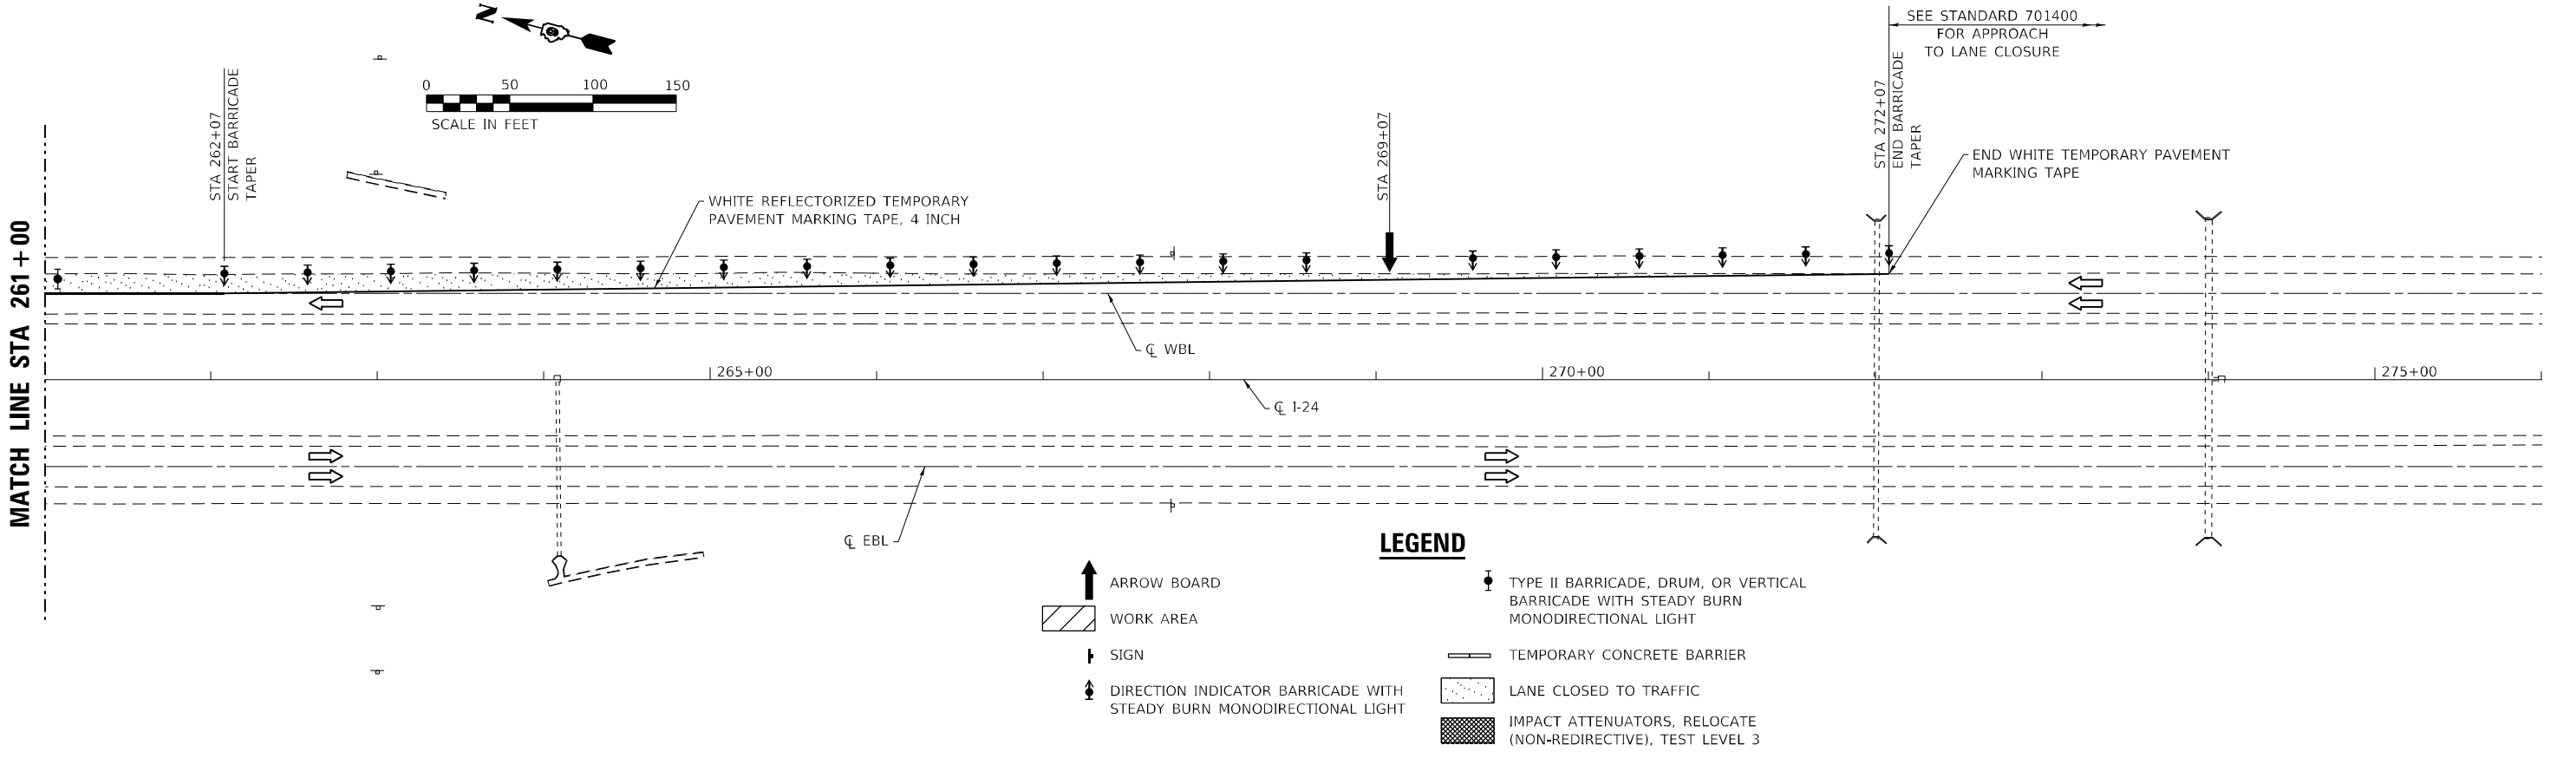 N
0 50 100 150
SCALE IN FEET
SEE STANDARD 701400
FOR APPROACH
TO LANE CLOSURE
MATCH LINE STA 261+00
STA 262+07
START BARRICADE
TAPER
WHITE REFLECTORIZED TEMPORARY
PAVEMENT MARKING TAPE, 4 INCH
STA 269+07
STA 272+07
END BARRICADE
TAPER
END WHITE TEMPORARY PAVEMENT
MARKING TAPE
℄ WBL
265+00
270+00
275+00
℄ I-24
℄ EBL
LEGEND
ARROW BOARD
WORK AREA
SIGN
DIRECTION INDICATOR BARRICADE WITH
STEADY BURN MONODIRECTIONAL LIGHT
TYPE II BARRICADE, DRUM, OR VERTICAL
BARRICADE WITH STEADY BURN
MONODIRECTIONAL LIGHT
TEMPORARY CONCRETE BARRIER
LANE CLOSED TO TRAFFIC
IMPACT ATTENUATORS, RELOCATE
(NON-REDIRECTIVE), TEST LEVEL 3